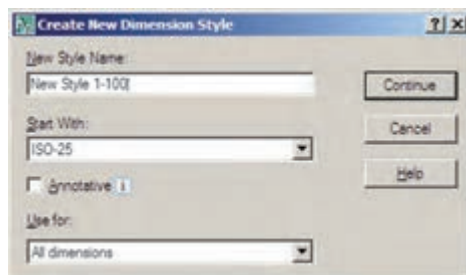 Create New Dimension Style
New Style Name:
New Style 1-100
Continue
Start With:
ISO-25
Cancel
Annotative
Help
Use for:
All dimensions